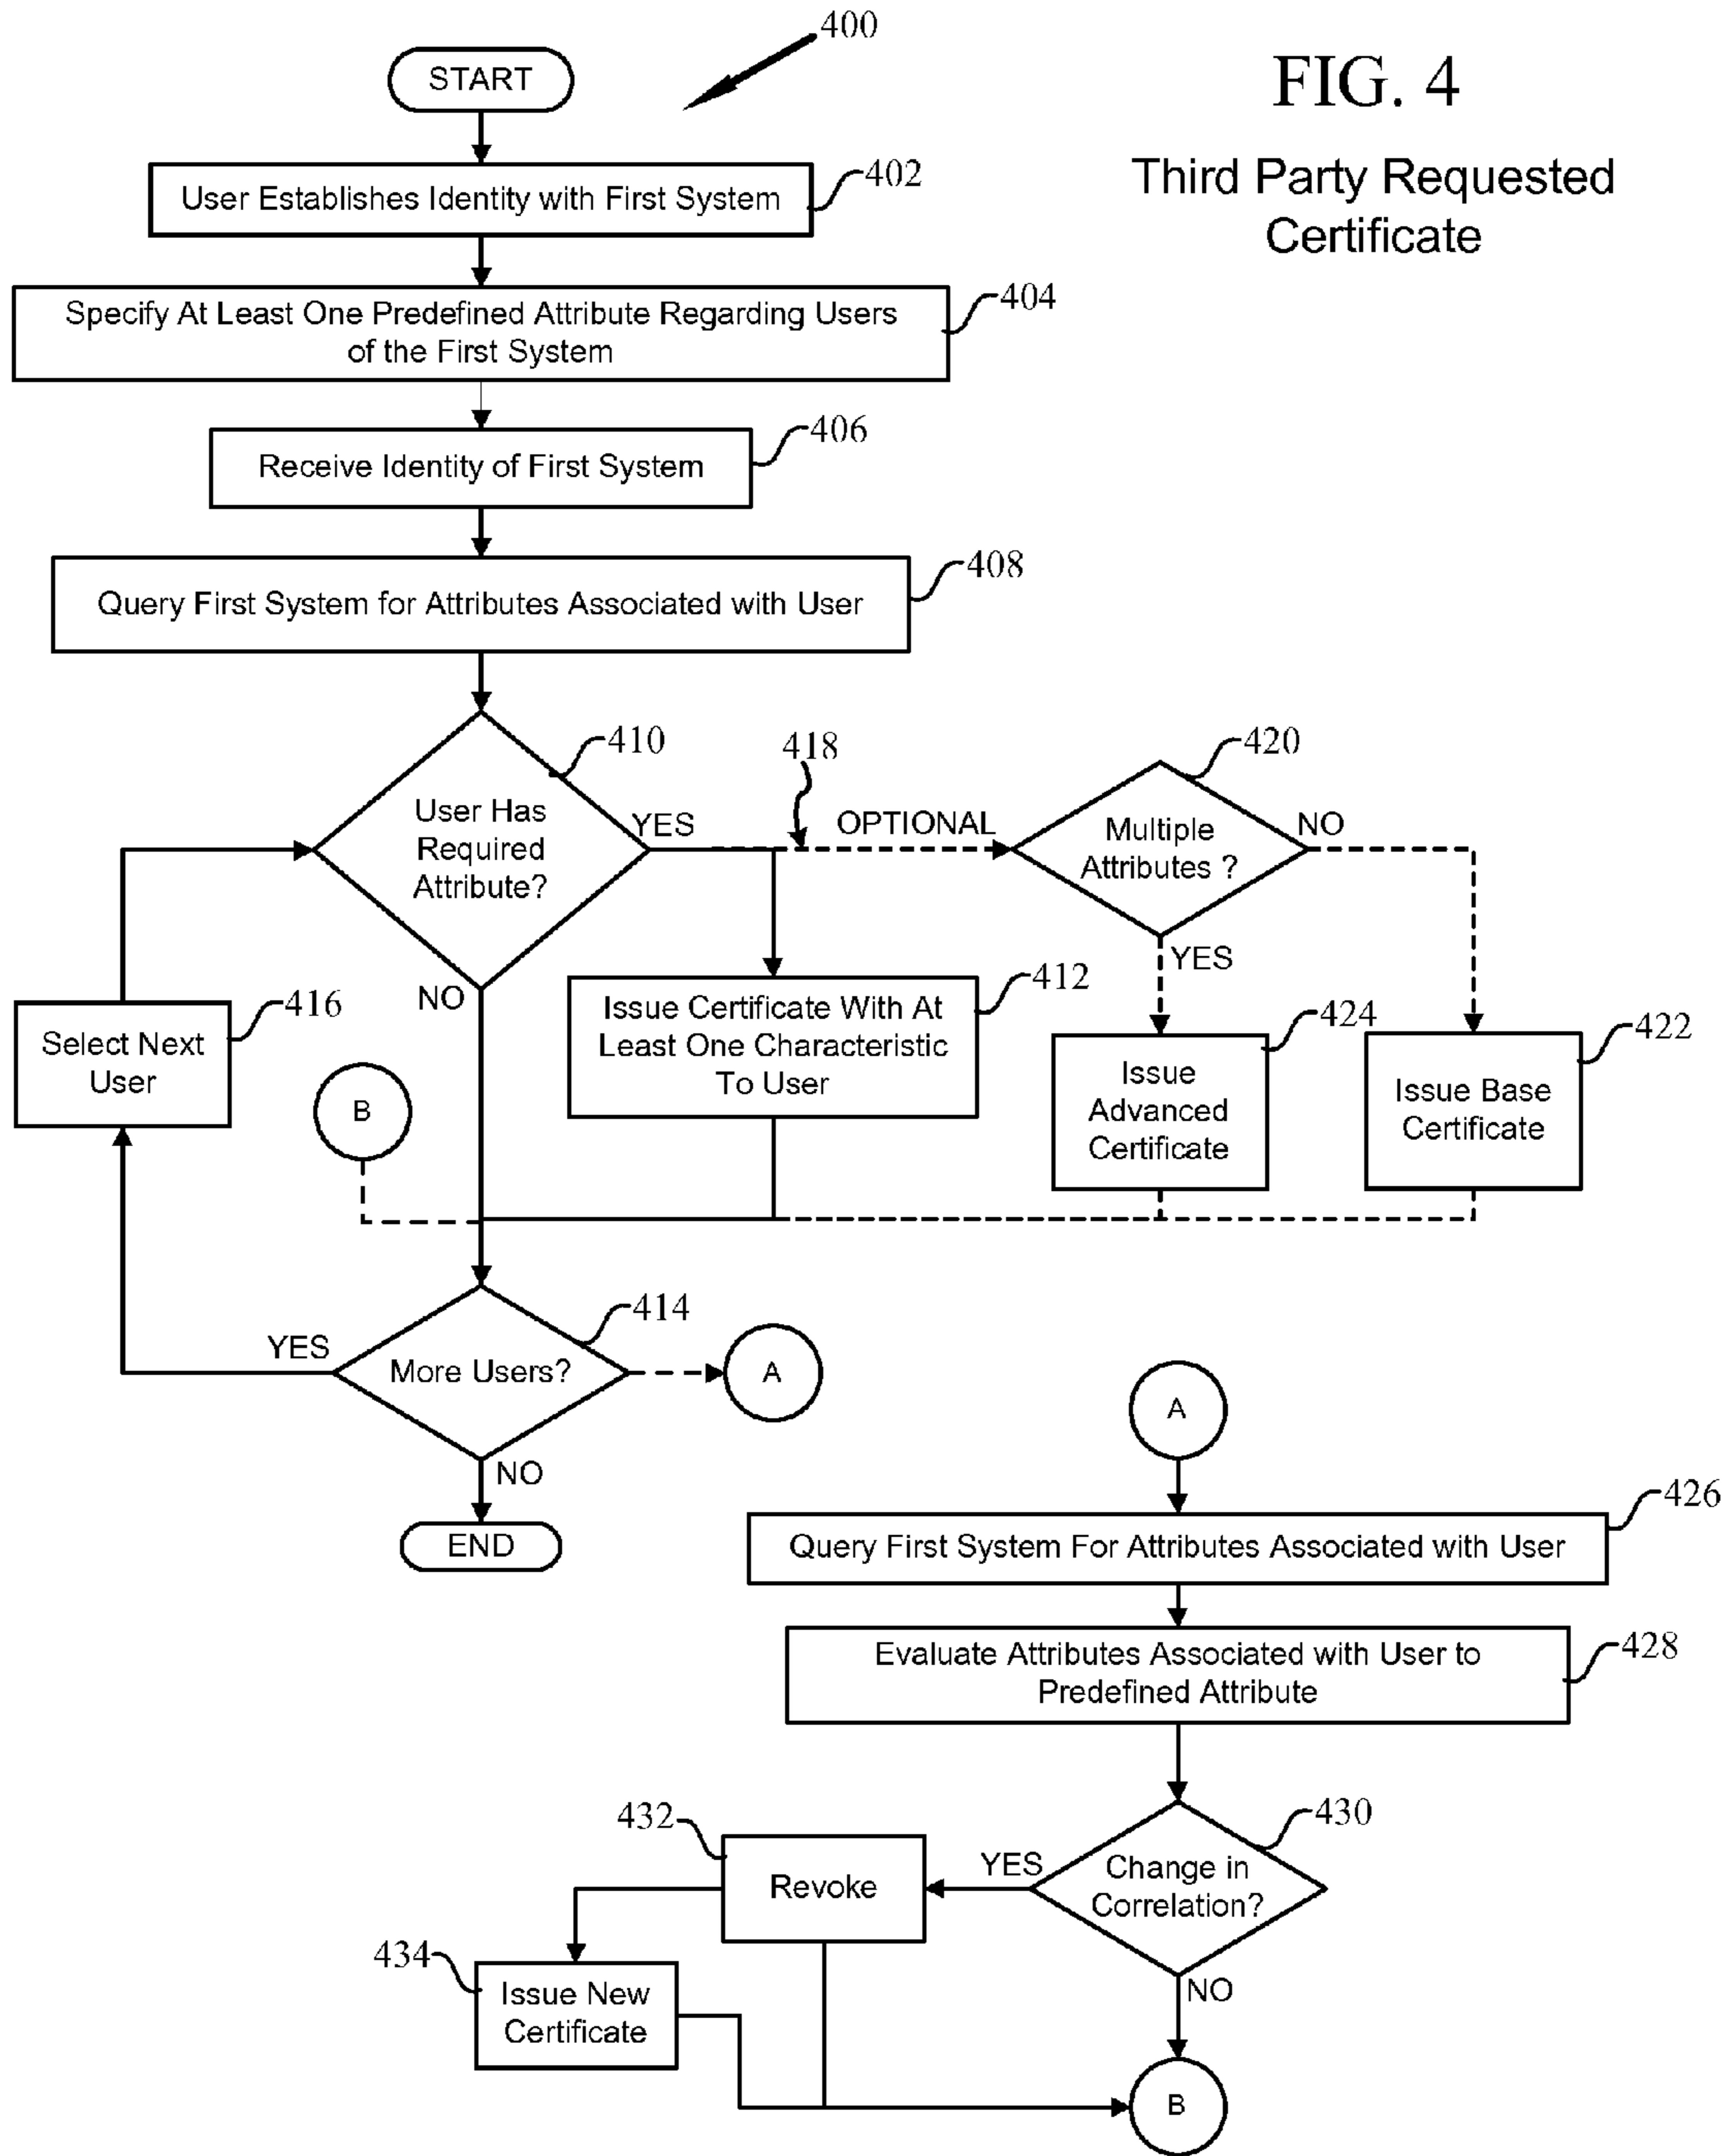 400
FIG. 4
Third Party Requested
Certificate
START
402
User Establishes Identity with First System
404
Specify At Least One Predefined Attribute Regarding Users
of the First System
406
Receive Identity of First System
408
Query First System for Attributes Associated with User
410
User Has
Required
Attribute?
YES
NO
418
OPTIONAL
420
Multiple
Attributes ?
NO
YES
416
Select Next
User
B
412
Issue Certificate With At
Least One Characteristic
To User
424
Issue
Advanced
Certificate
422
Issue Base
Certificate
414
More Users?
YES
NO
A
END
A
426
Query First System For Attributes Associated with User
428
Evaluate Attributes Associated with User to
Predefined Attribute
430
Change in
Correlation?
YES
NO
432
Revoke
434
Issue New
Certificate
B